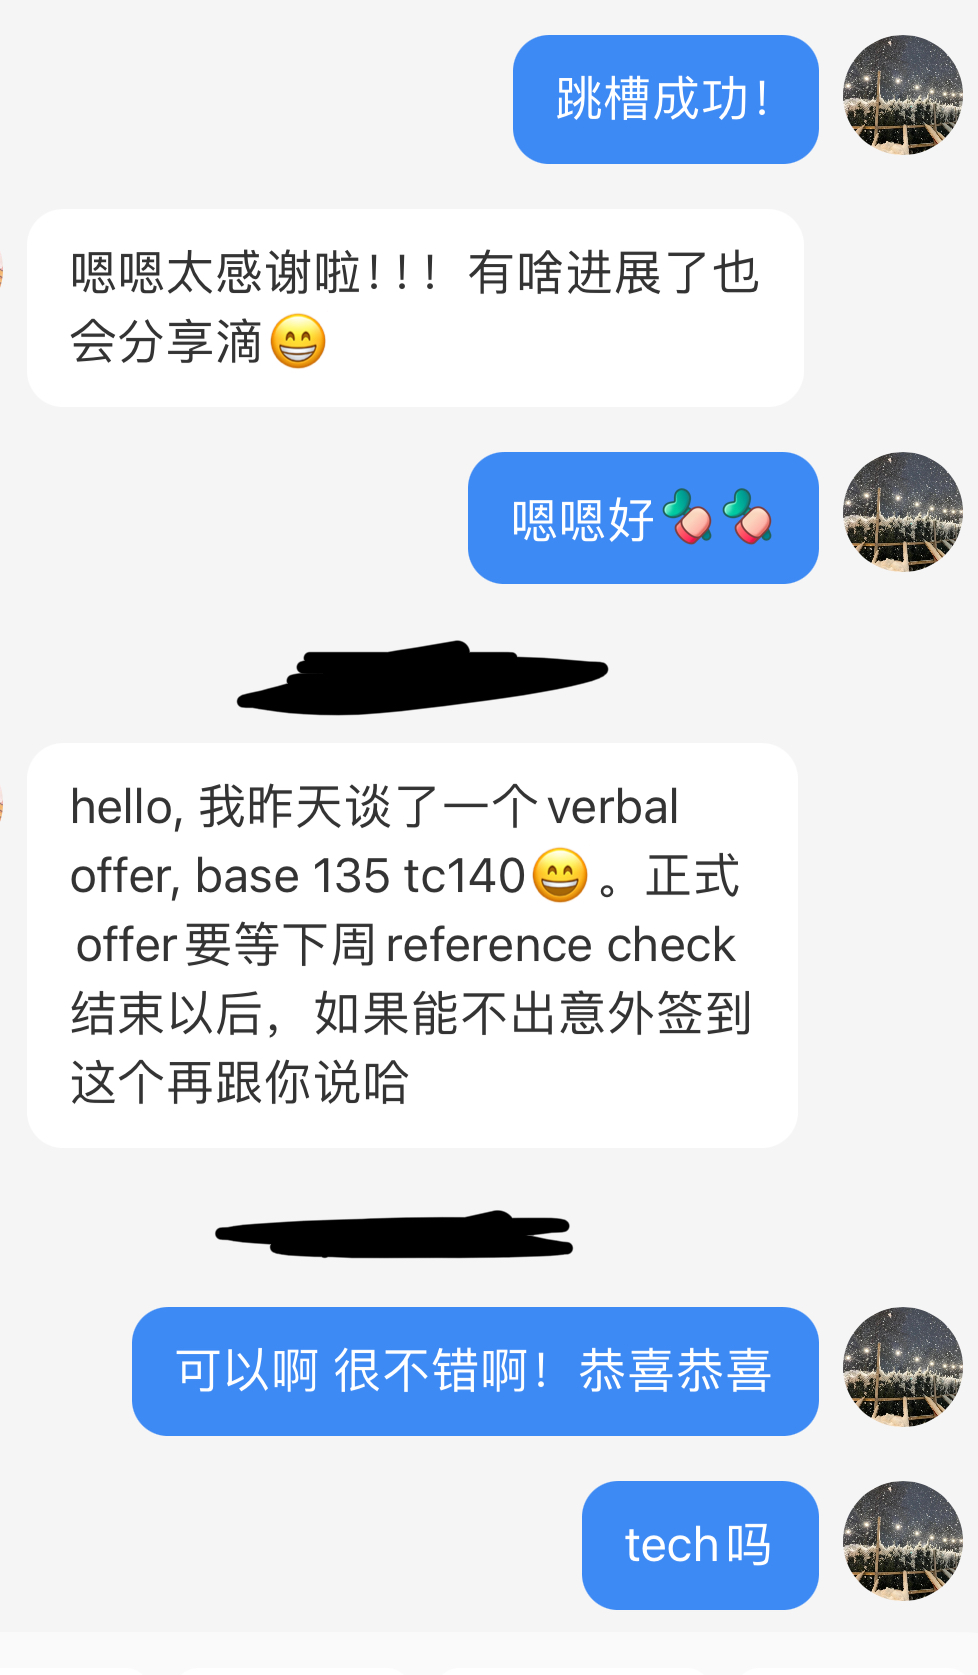 跳槽成功！
嗯嗯太感谢啦！！！有啥进展了也
会分享滴😁
嗯嗯好
hello, 我昨天谈了一个verbal
offer, base 135 tc140😄。正式
offer要等下周reference check
结束以后，如果能不出意外签到
这个再跟你说哈
可以啊 很不错啊！恭喜恭喜
tech吗